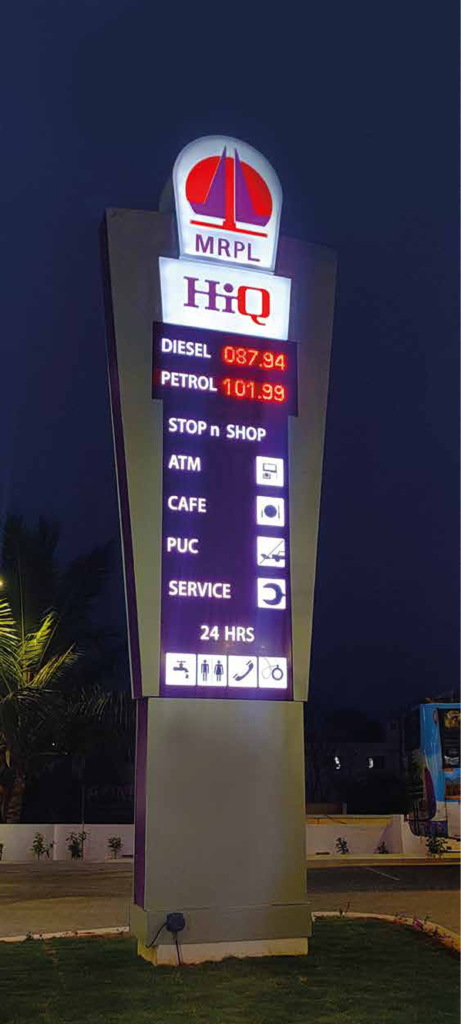 MRPL
HiQ
DIESEL 087.94
PETROL 101.99
STOP n SHOP
ATM
CAFE
PUC
SERVICE
24 HRS